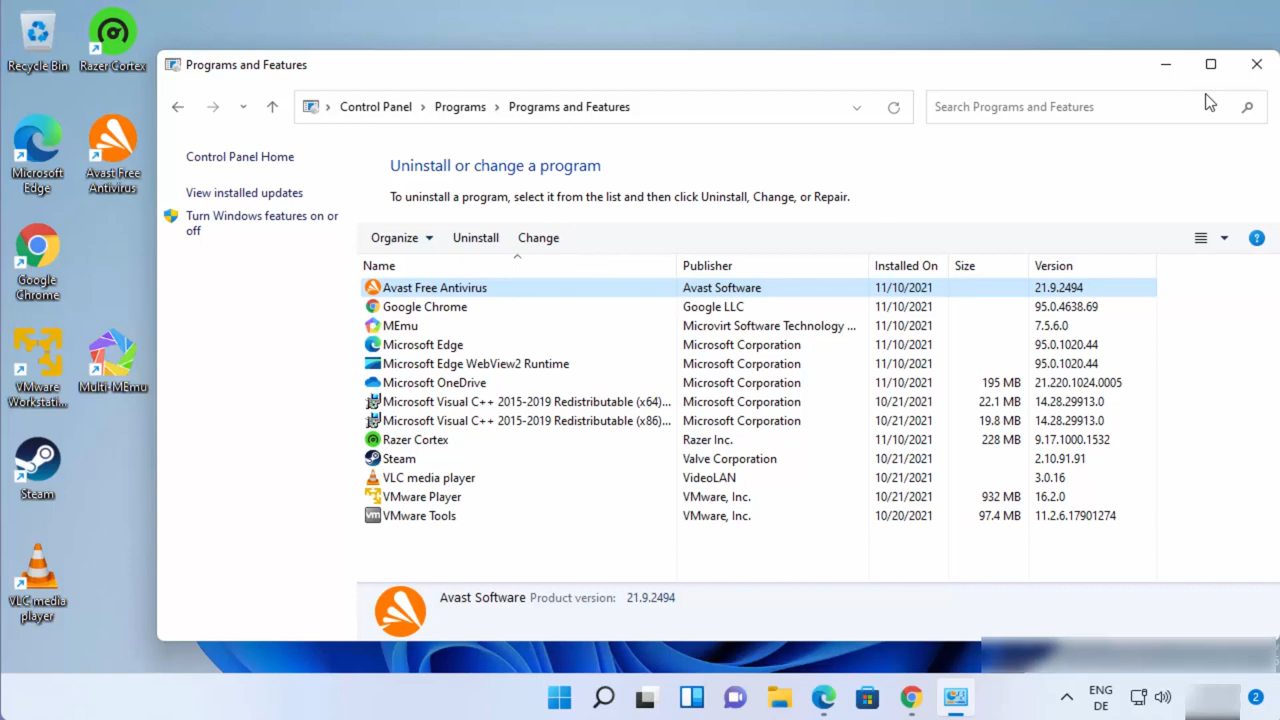 Recycle Bin
Razer Cortex
Microsoft
Edge
Avast Free
Antivirus
Google
Chrome
VMware
Workstati...
Multi-MEmu
Steam
VLC media
player
Programs and Features
Control Panel > Programs > Programs and Features
Search Programs and Features
Control Panel Home
View installed updates
Turn Windows features on or
off
Uninstall or change a program
To uninstall a program, select it from the list and then click Uninstall, Change, or Repair.
Organize Uninstall Change
Name Publisher Installed On Size Version
Avast Free Antivirus Avast Software 11/10/2021 21.9.2494
Google Chrome Google LLC 11/10/2021 95.0.4638.69
MEmu Microvirt Software Technology ... 11/10/2021 7.5.6.0
Microsoft Edge Microsoft Corporation 11/10/2021 95.0.1020.44
Microsoft Edge WebView2 Runtime Microsoft Corporation 11/10/2021 95.0.1020.44
Microsoft OneDrive Microsoft Corporation 11/10/2021 195 MB 21.220.1024.0005
Microsoft Visual C++ 2015-2019 Redistributable (x64)... Microsoft Corporation 10/21/2021 22.1 MB 14.28.29913.0
Microsoft Visual C++ 2015-2019 Redistributable (x86)... Microsoft Corporation 10/21/2021 19.8 MB 14.28.29913.0
Razer Cortex Razer Inc. 11/10/2021 228 MB 9.17.1000.1532
Steam Valve Corporation 10/21/2021 2.10.91.91
VLC media player VideoLAN 10/21/2021 3.0.16
VMware Player VMware, Inc. 10/21/2021 932 MB 16.2.0
vm VMware Tools VMware, Inc. 10/20/2021 97.4 MB 11.2.6.17901274
Avast Software Product version: 21.9.2494
ENG
DE
2